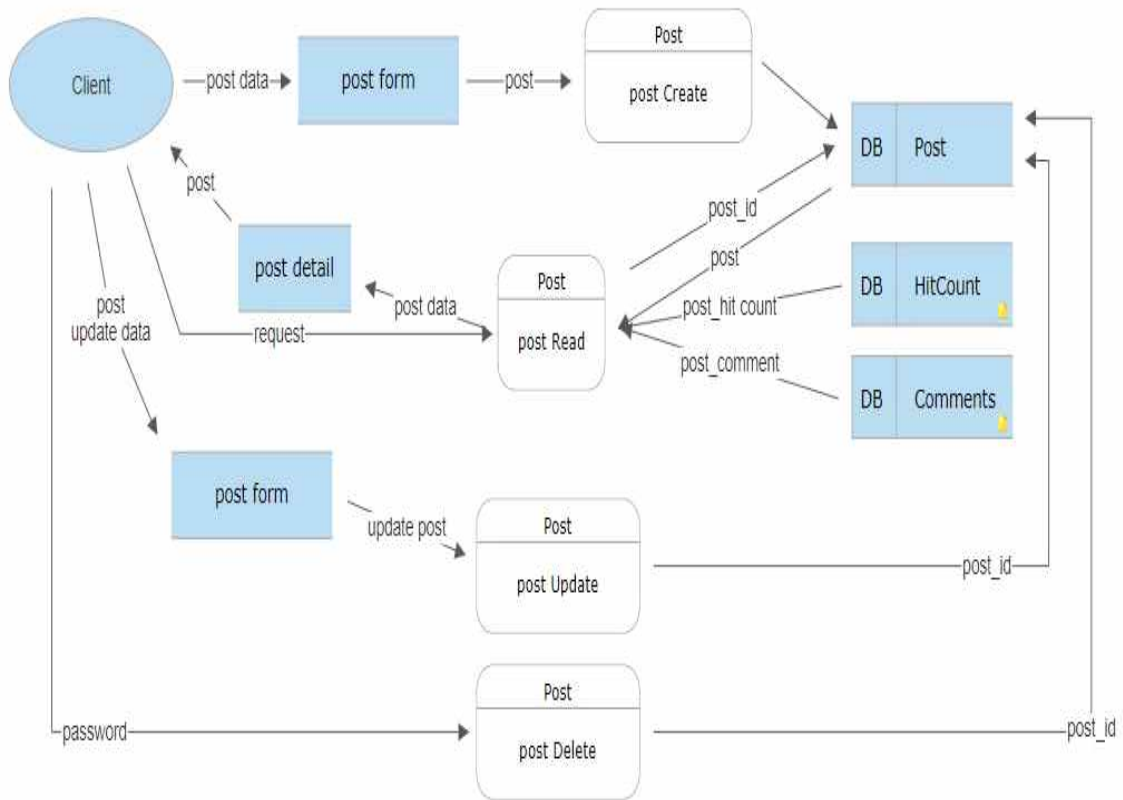 Post
Client
post data
post form
post
post Create
DB
Post
post
post_id
post detail
post
Post
DB
HitCount
post
update data
post data
post_hit count
request
post Read
post_comment
DB
Comments
post form
update post
Post
post_id
post Update
Post
password
post_id
post Delete